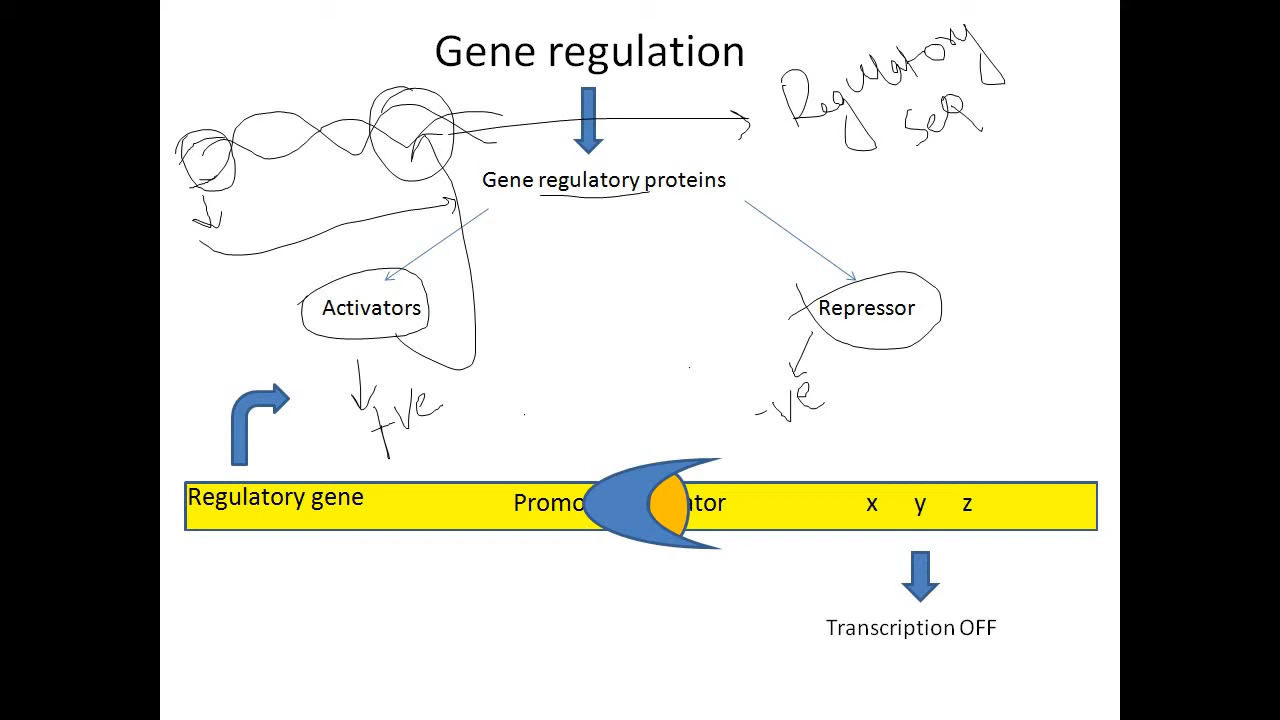 Gene regulation
Regulatory
seq
Gene regulatory proteins
Activators
Repressor
+ve
-ve
Regulatory gene
Promo
ator
x y z
Transcription OFF